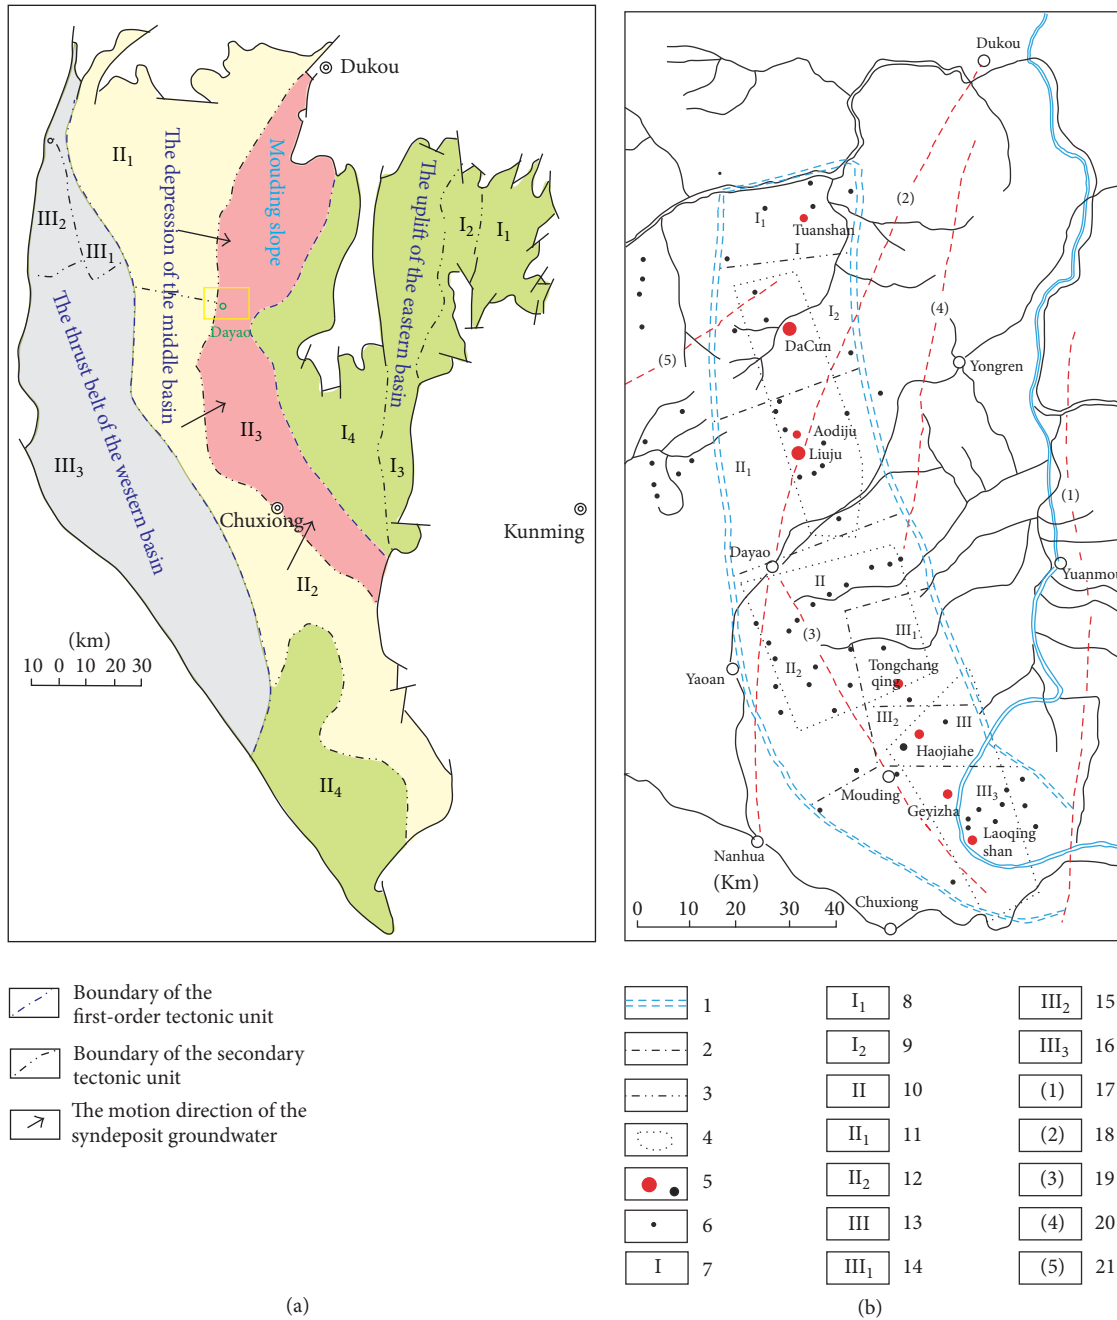 Dukou
II1
The depression of the middle basin
Mouding slope
The uplift of the eastern basin
I2
I1
III2
III1
Dayao
The thrust belt of the western basin
II3
I4
I3
III3
Chuxiong
Kunming
II2
(km)
10 0 10 20 30
II4
Boundary of the
first-order tectonic unit
Boundary of the secondary
tectonic unit
The motion direction of the
syndeposit groundwater
(a)
Dukou
(2)
I1
Tuanshan
I
(4)
I2
DaCun
(5)
Yongren
Aodiju
Liuju
II1
(1)
Dayao
Yuanmou
II
(3)
III1
Tongchang
qing
II2
Yaoan
III2
III
Haojiahe
Mouding
III3
Geyizha
Laoqing
shan
Nanhua
(Km)
Chuxiong
0 10 20 30 40
1
2
3
4
5
6
I 7
I1 8
I2 9
II 10
II1 11
II2 12
III 13
III1 14
III2 15
III3 16
(1) 17
(2) 18
(3) 19
(4) 20
(5) 21
(b)